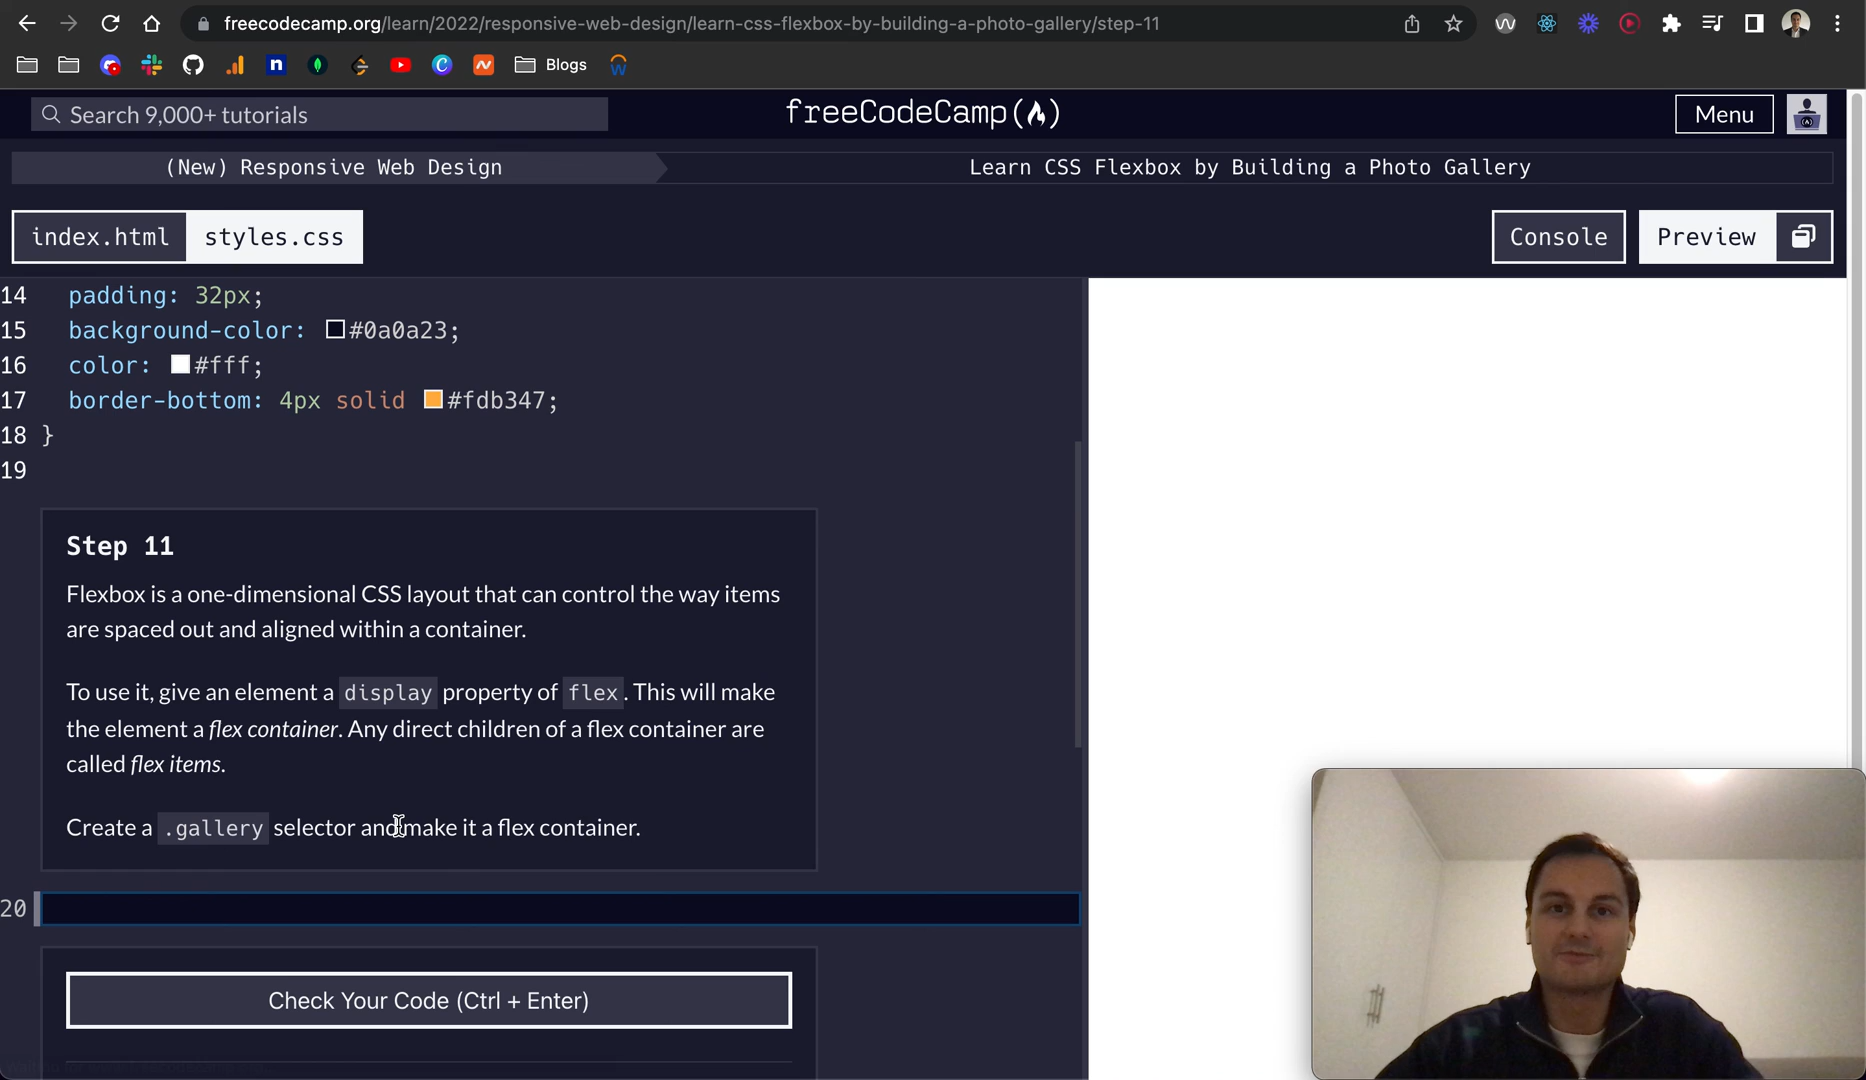 freecodecamp.org/learn/2022/responsive-web-design/learn-css-flexbox-by-building-a-photo-gallery/step-11
Blogs
Search 9,000+ tutorials
freeCodeCamp(🔥)
Menu
(New) Responsive Web Design
Learn CSS Flexbox by Building a Photo Gallery
index.html
styles.css
Console
Preview
14 padding: 32px;
15 background-color: #0a0a23;
16 color: #fff;
17 border-bottom: 4px solid #fdb347;
18 }
19
Step 11
Flexbox is a one-dimensional CSS layout that can control the way items
are spaced out and aligned within a container.
To use it, give an element a display property of flex. This will make
the element a flex container. Any direct children of a flex container are
called flex items.
Create a .gallery selector and make it a flex container.
20
Check Your Code (Ctrl + Enter)